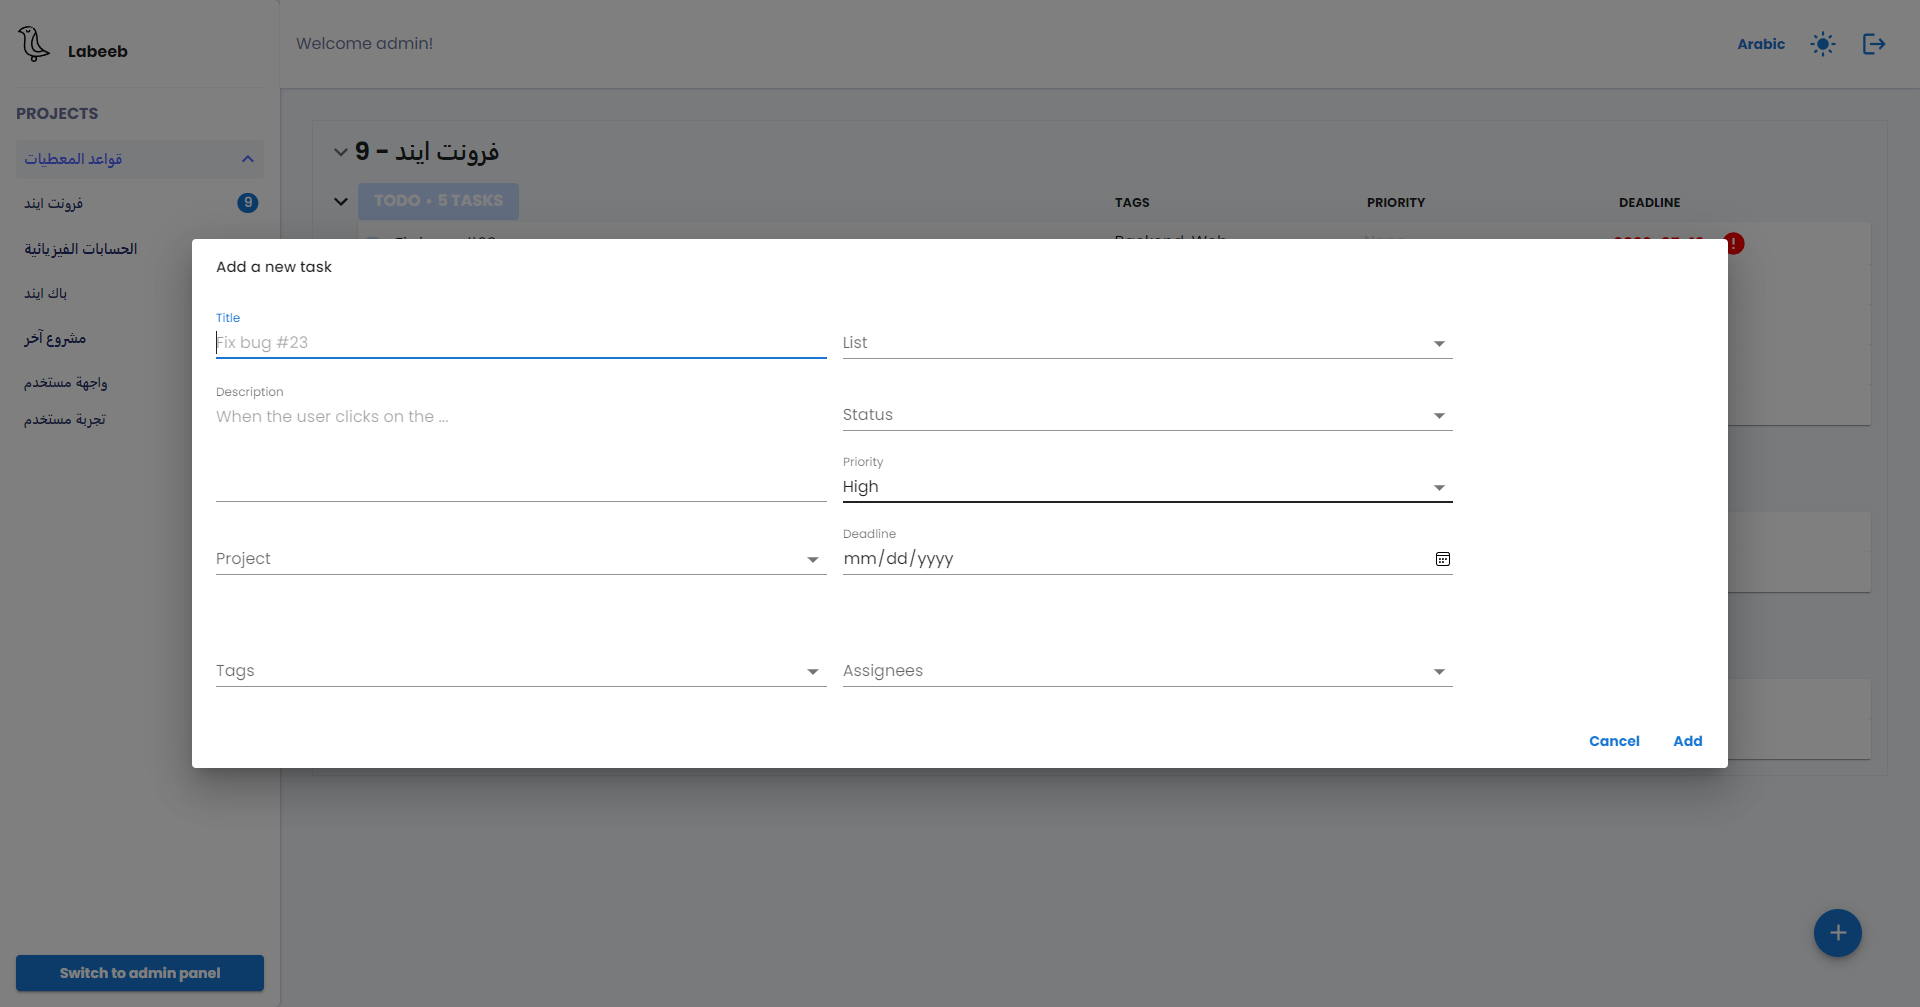 Labeeb
Welcome admin!
Arabic
PROJECTS
قواعد المعطيات
فرونت ايند
9
الحسابات الفيزيائية
باك ايند
مشروع آخر
واجهة مستخدم
تجربة مستخدم
Switch to admin panel
9 - فرونت ايند
TODO • 5 TASKS
TAGS
PRIORITY
DEADLINE
Add a new task
Title
Fix bug #23
List
Description
When the user clicks on the ...
Status
Priority
High
Project
Deadline
mm/dd/yyyy
Tags
Assignees
Cancel
Add